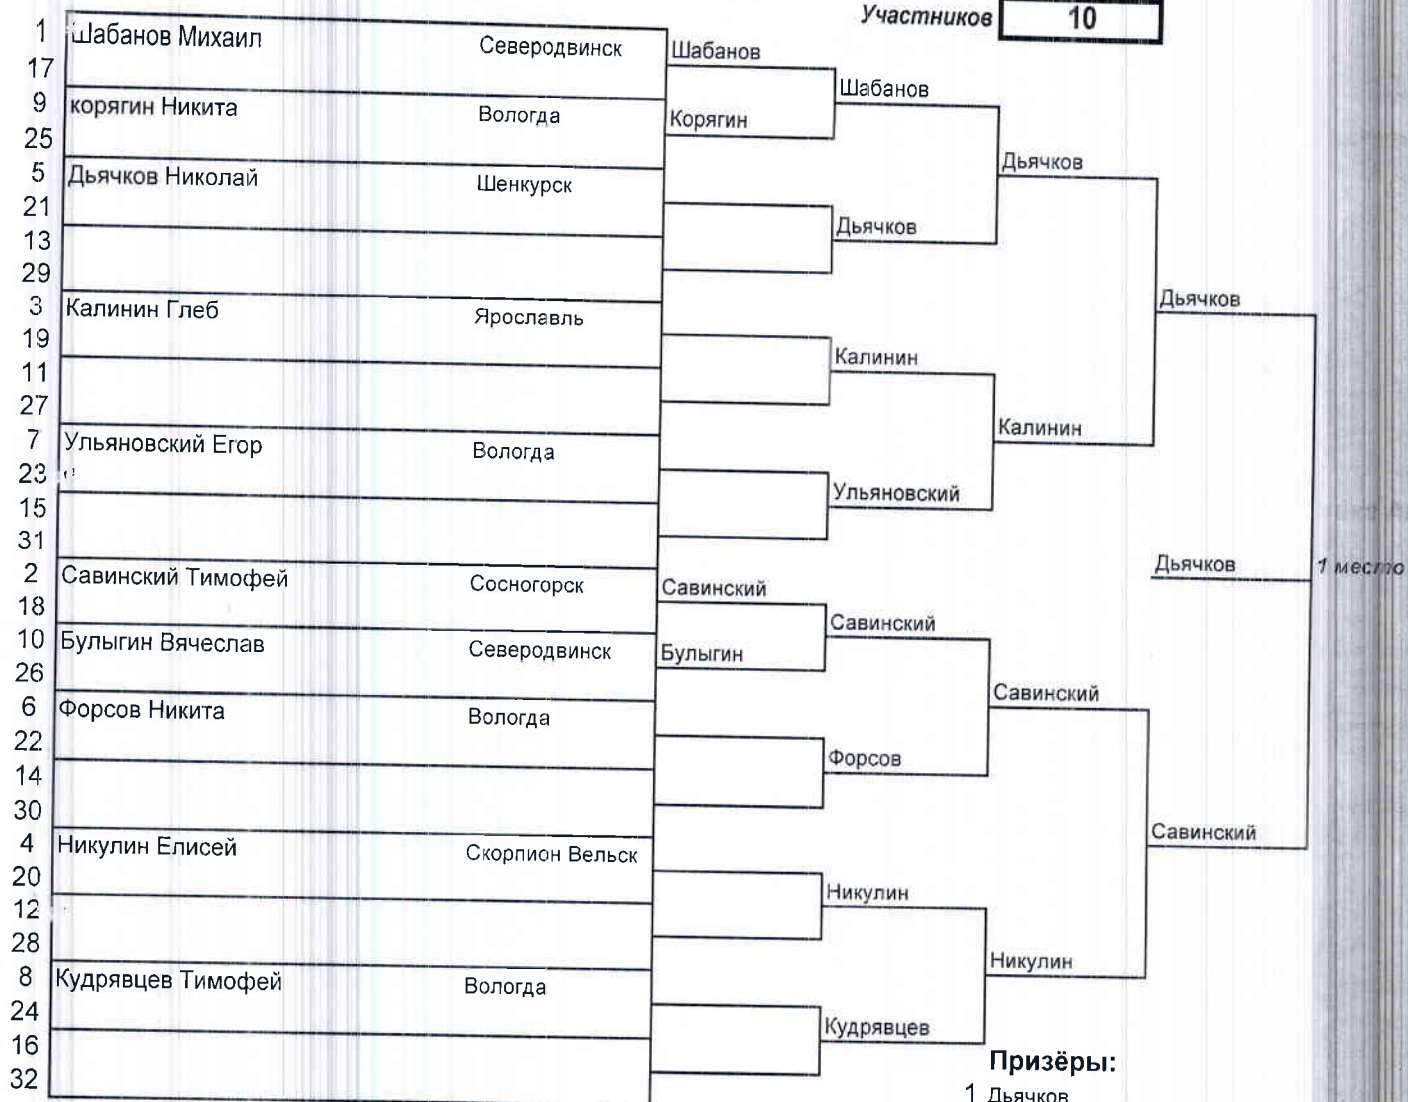 Участников 10
1 Шабанов Михаил Северодвинск
17
9 корягин Никита Вологда
25
5 Дьячков Николай Шенкурск
21
13
29
3 Калинин Глеб Ярославль
19
11
27
7 Ульяновский Егор Вологда
23
15
31
2 Савинский Тимофей Сосногорск
18
10 Булыгин Вячеслав Северодвинск
26
6 Форсов Никита Вологда
22
14
30
4 Никулин Елисей Скорпион Вельск
20
12
28
8 Кудрявцев Тимофей Вологда
24
16
32
Шабанов
Корягин
Савинский
Булыгин
Шабанов
Дьячков
Калинин
Ульяновский
Савинский
Форсов
Никулин
Кудрявцев
Дьячков
Калинин
Савинский
Никулин
Дьячков
Савинский
Дьячков 1 место
Призёры:
1 Дьячков